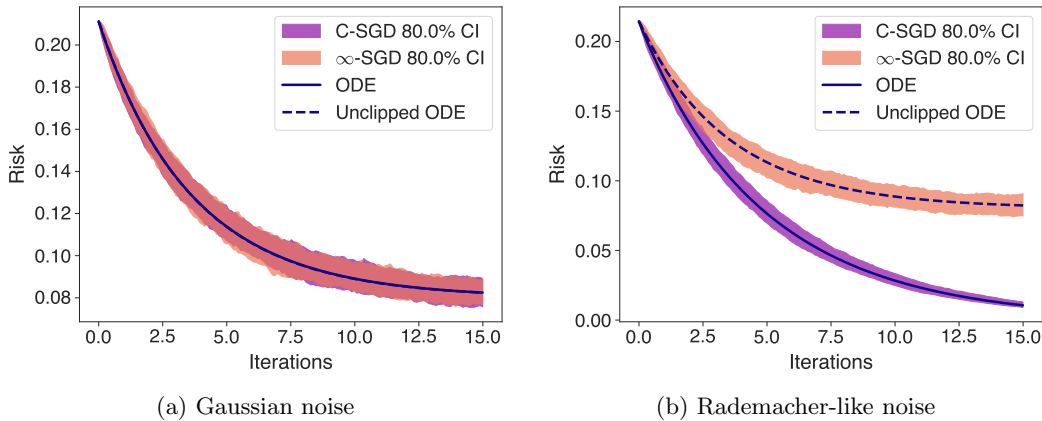 C-SGD 80.0% CI
∞-SGD 80.0% CI
ODE
Unclipped ODE
Risk
0.20
0.18
0.16
0.14
0.12
0.10
0.08
0.0 2.5 5.0 7.5 10.0 12.5 15.0
Iterations
(a) Gaussian noise
C-SGD 80.0% CI
∞-SGD 80.0% CI
ODE
Unclipped ODE
Risk
0.20
0.15
0.10
0.05
0.00
0.0 2.5 5.0 7.5 10.0 12.5 15.0
Iterations
(b) Rademacher-like noise